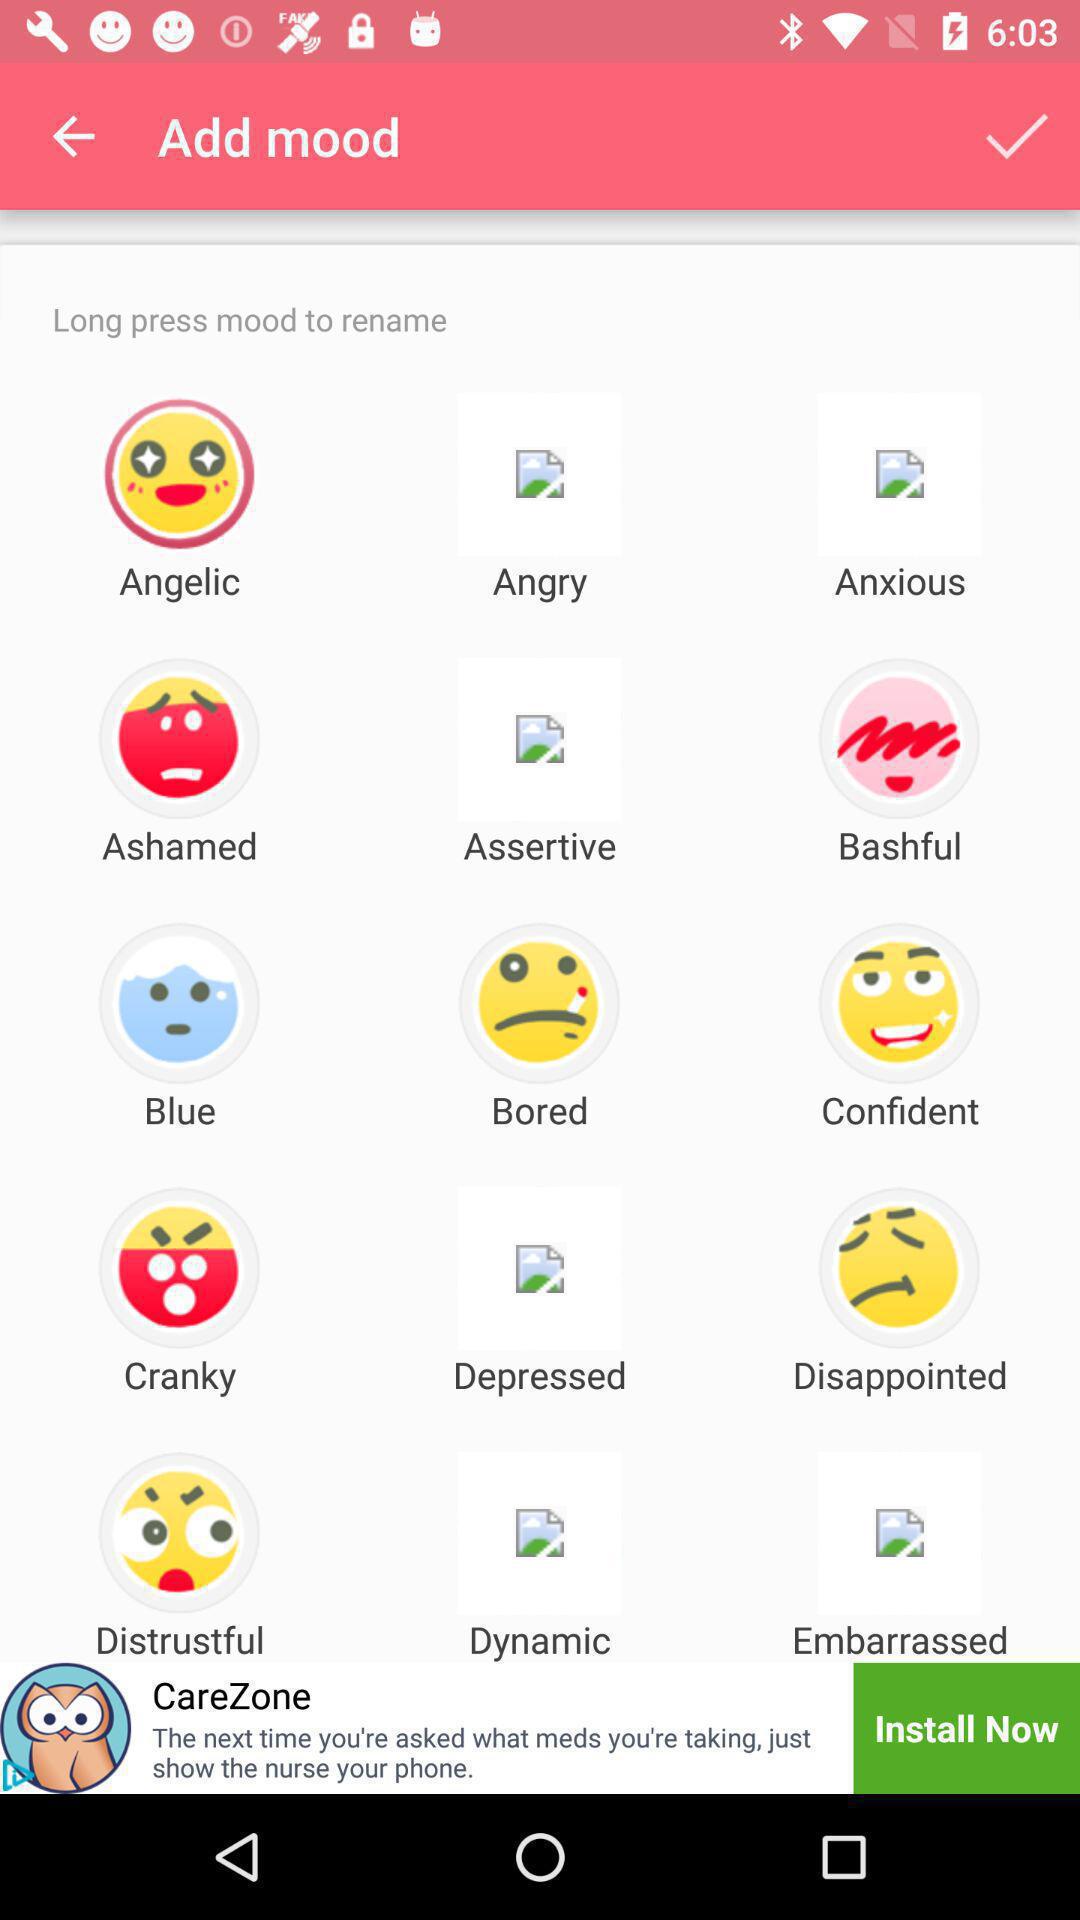 FAKE
6:03
Add mood
Long press mood to rename
Angelic Angry Anxious
Ashamed Assertive Bashful
Blue Bored Confident
Cranky Depressed Disappointed
Distrustful Dynamic Embarrassed
CareZone
The next time you're asked what meds you're taking, just
show the nurse your phone.
Install Now